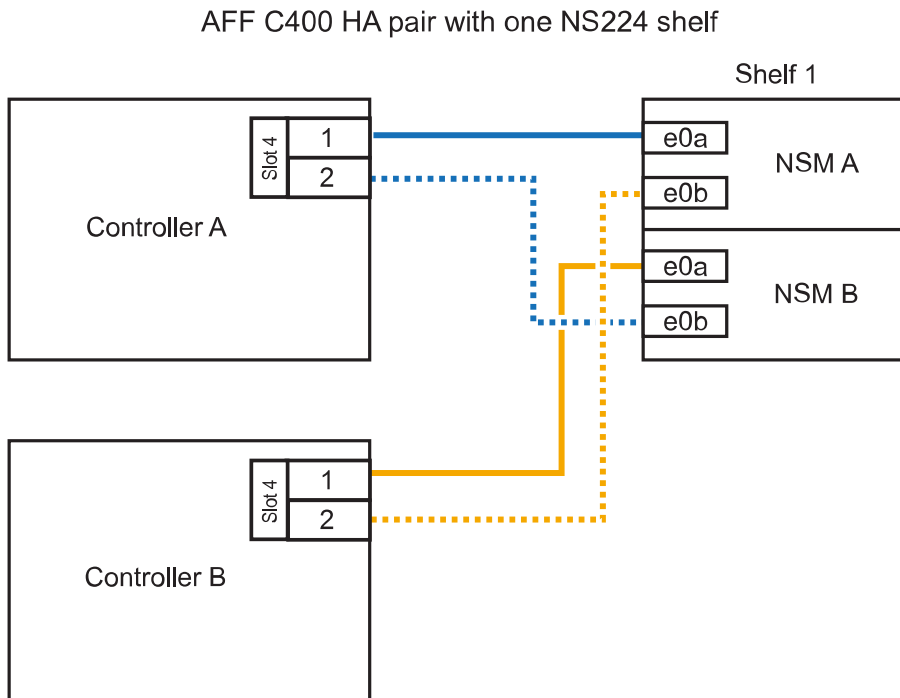 AFF C400 HA pair with one NS224 shelf
Shelf 1
Controller A
Slot 4
1
2
e0a
e0b
NSM A
e0a
e0b
NSM B
Controller B
Slot 4
1
2